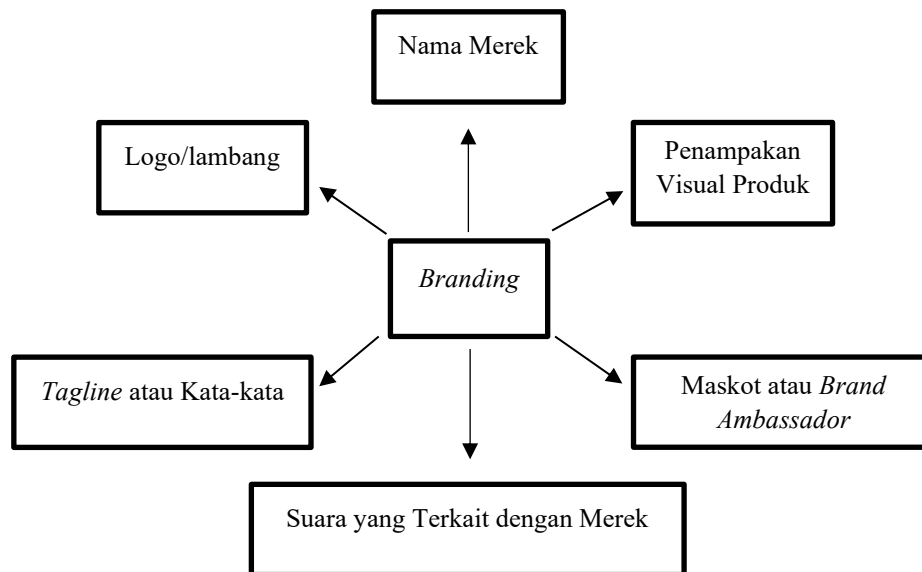 Nama Merek
Logo/lambang
Penampakan
Visual Produk
Branding
Tagline atau Kata-kata
Maskot atau Brand
Ambassador
Suara yang Terkait dengan Merek